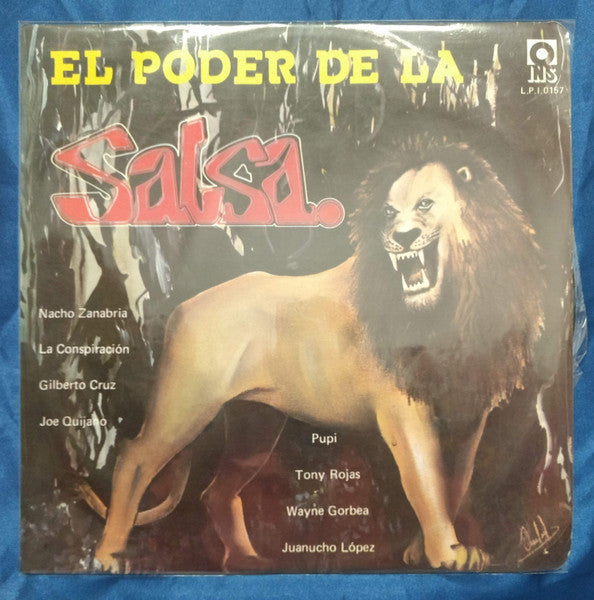 EL PODER DE LA
INS
L.P.I.0157
Salsa.
Nacho Zanabria
La Conspiración
Gilberto Cruz
Joe Quijano
Pupi
Tony Rojas
Wayne Gorbea
Juanucho López